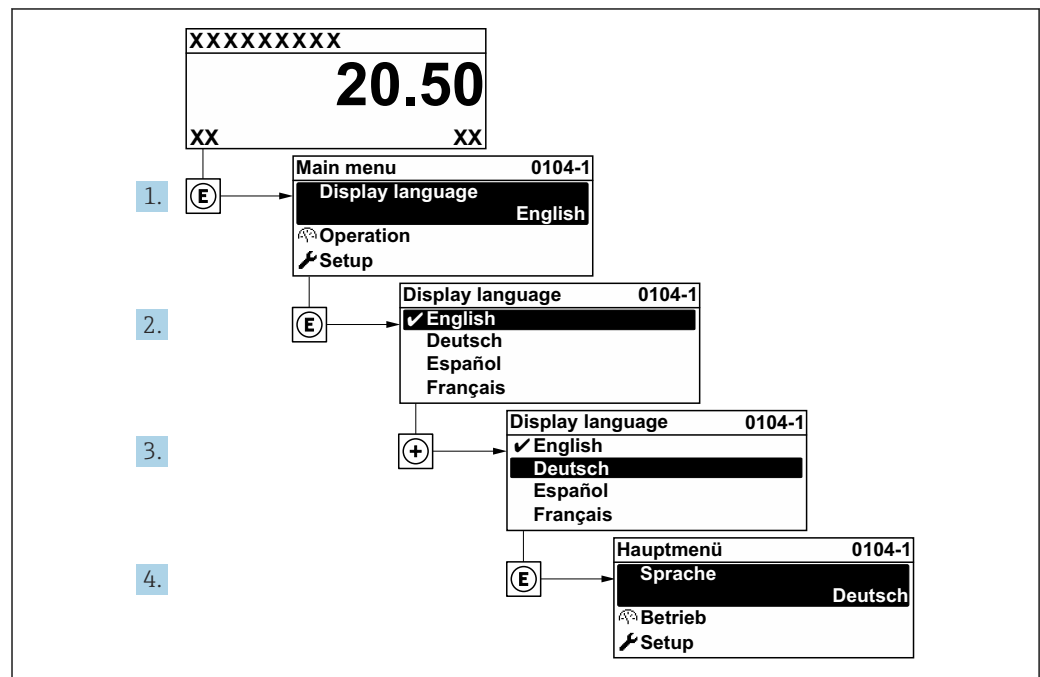 XXXXXXXXX
20.50
XX XX
1. E
Main menu 0104-1
Display language
English
Operation
Setup
2. E
Display language 0104-1
✔ English
Deutsch
Español
Français
3. +
Display language 0104-1
✔ English
Deutsch
Español
Français
4. E
Hauptmenü 0104-1
Sprache
Deutsch
Betrieb
Setup